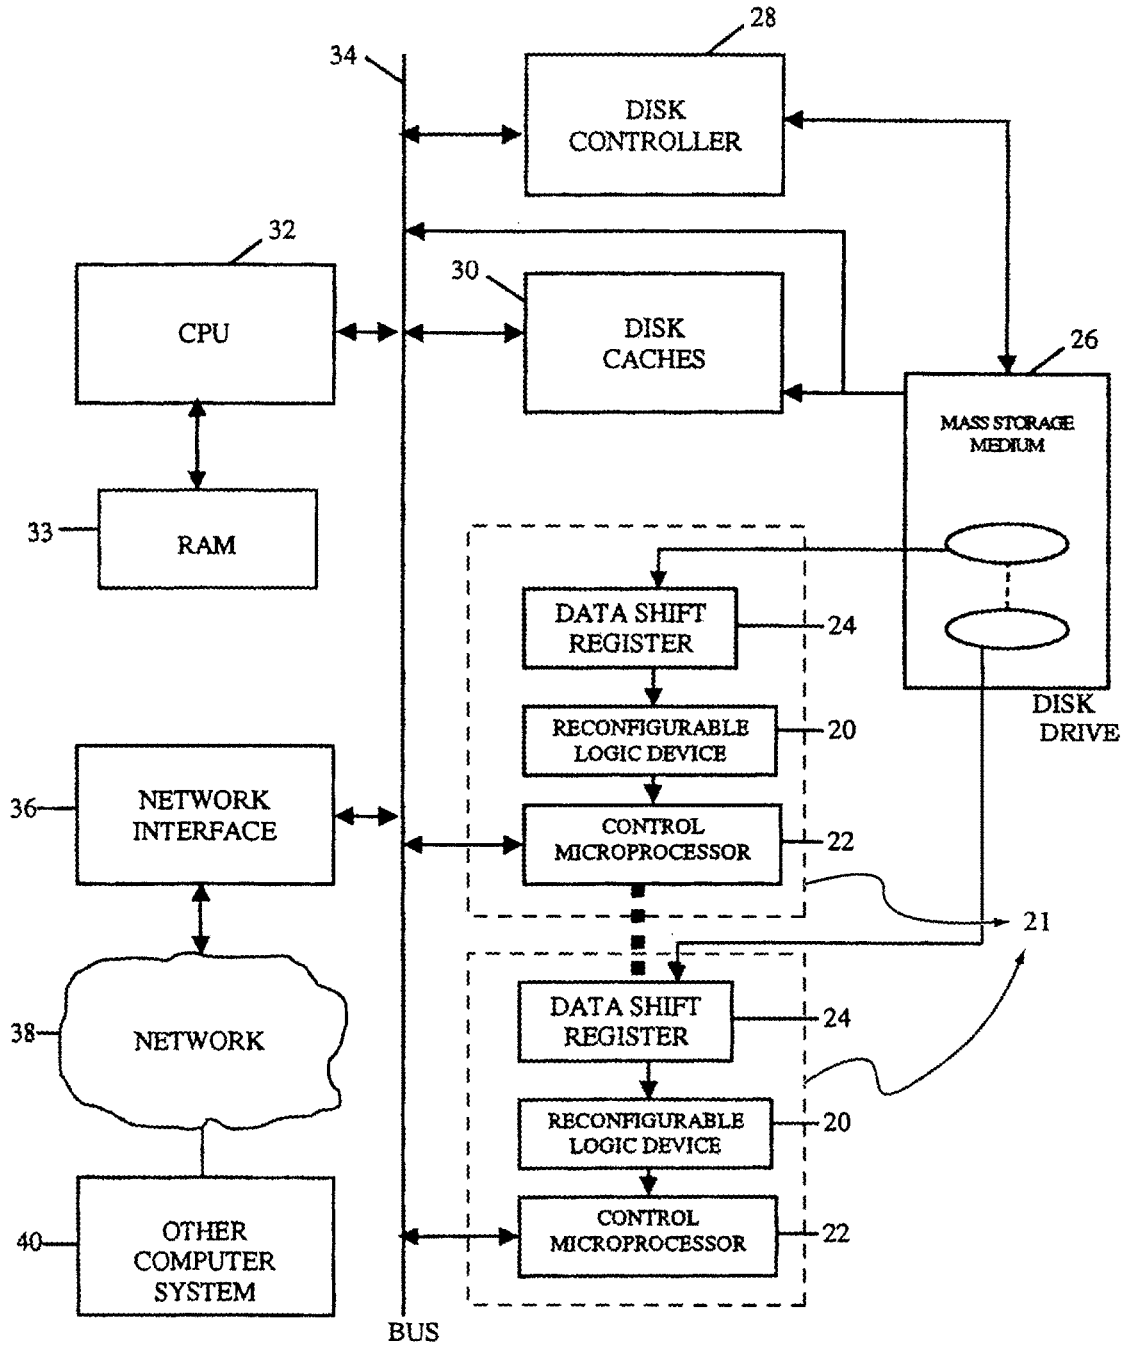 28
34
DISK
CONTROLLER
32
30
CPU
DISK
CACHES
26
MASS STORAGE
MEDIUM
33
RAM
DATA SHIFT
REGISTER
24
DISK
DRIVE
RECONFIGURABLE
LOGIC DEVICE
20
36
NETWORK
INTERFACE
CONTROL
MICROPROCESSOR
22
21
38
NETWORK
DATA SHIFT
REGISTER
24
RECONFIGURABLE
LOGIC DEVICE
20
40
OTHER
COMPUTER
SYSTEM
CONTROL
MICROPROCESSOR
22
BUS